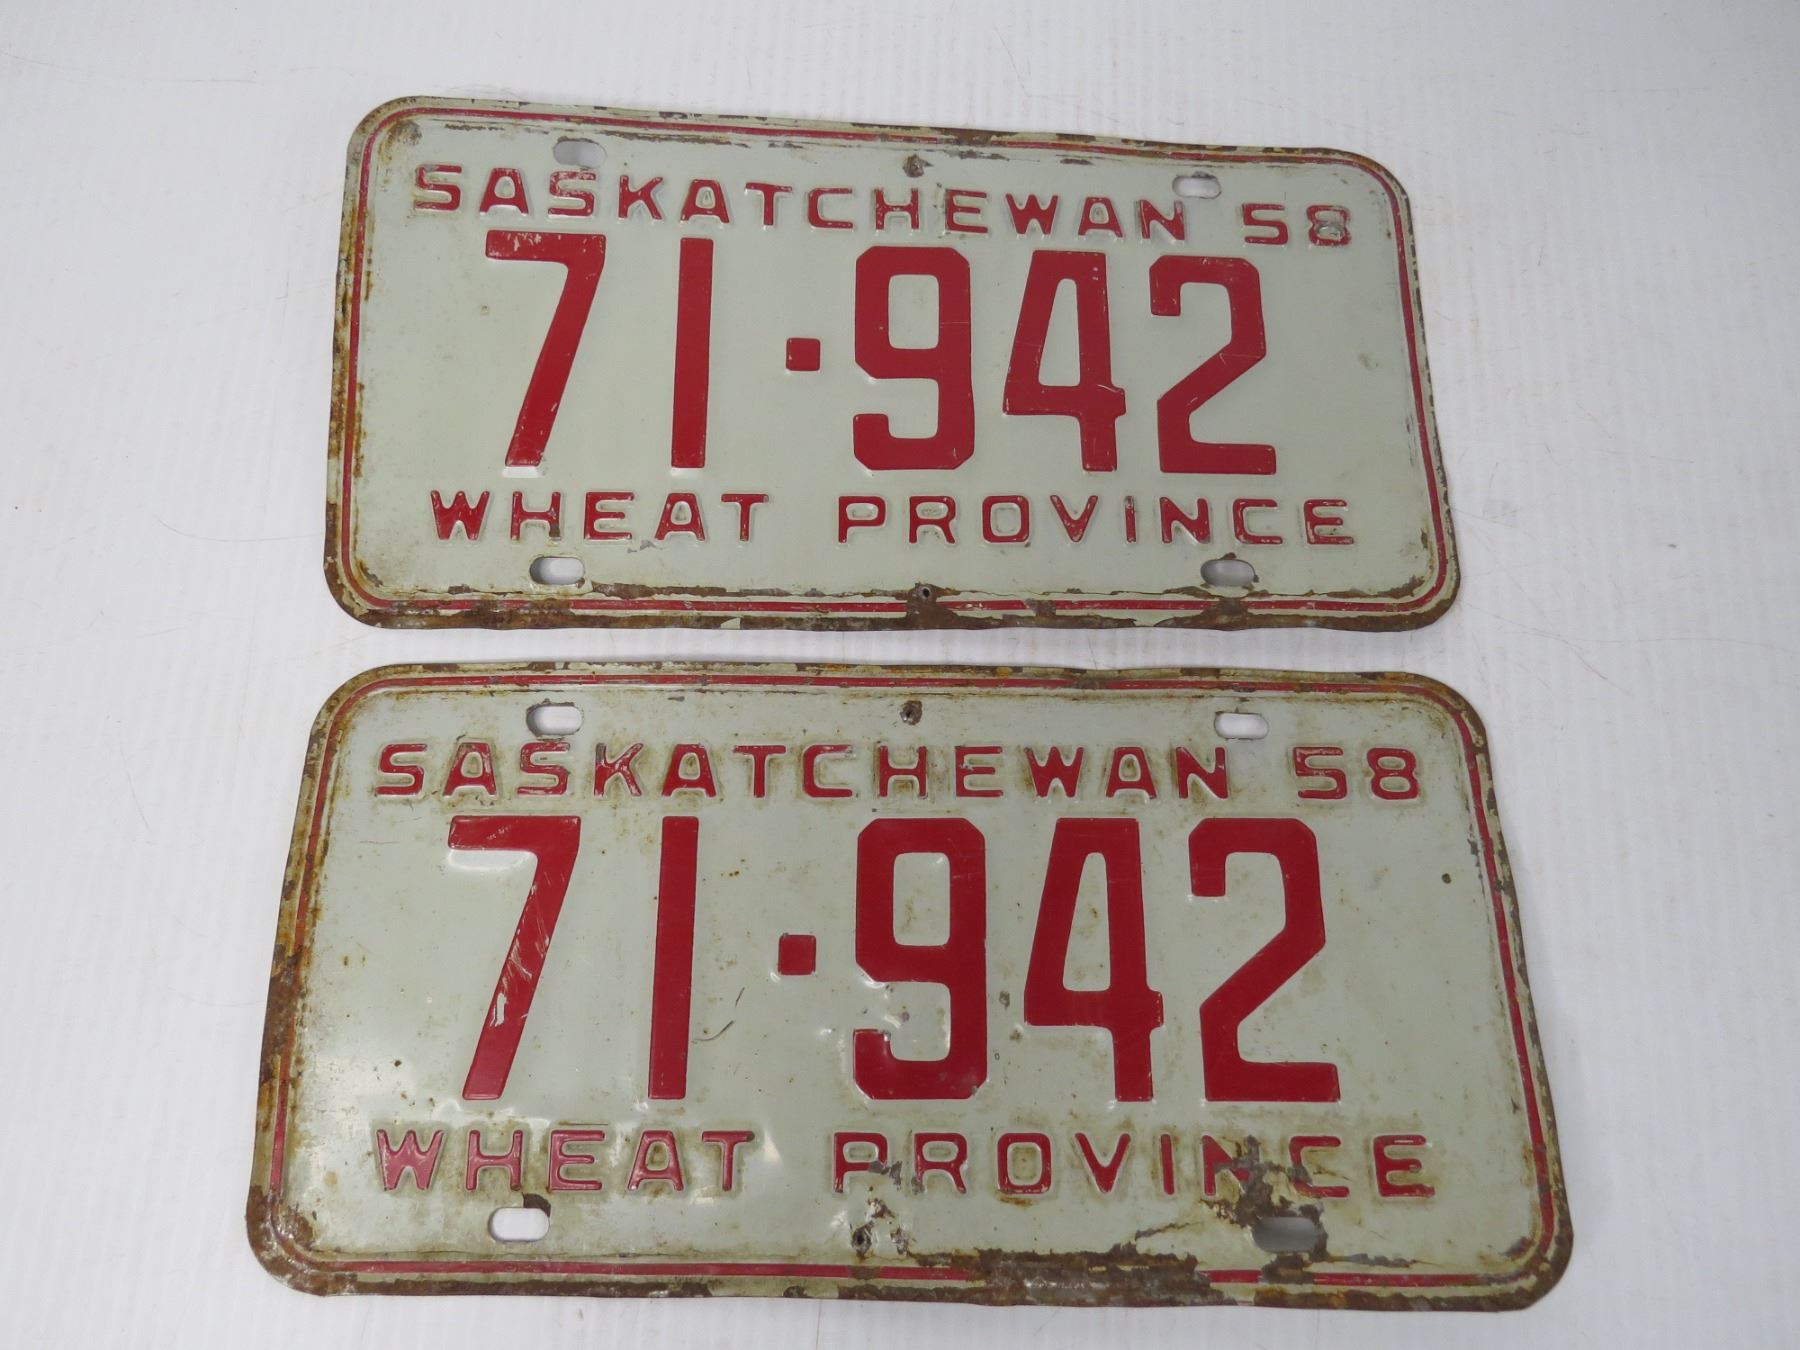 SASKATCHEWAN 58
71·942
WHEAT PROVINCE
SASKATCHEWAN 58
71·942
WHEAT PROVINCE